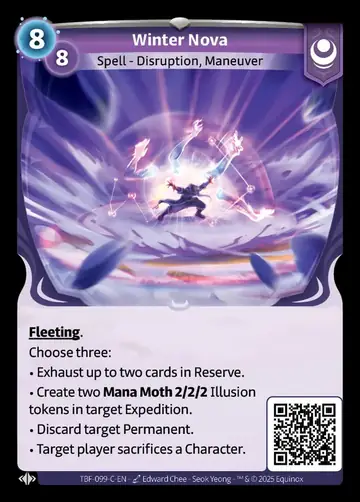 8
Winter Nova
8
Spell - Disruption, Maneuver
Fleeting.
Choose three:
• Exhaust up to two cards in Reserve.
• Create two Mana Moth 2/2/2 Illusion
tokens in target Expedition.
• Discard target Permanent.
• Target player sacrifices a Character.
TBF-099-C-EN - Edward Chee - Seok Yeong - ™ & © 2025 Equinox